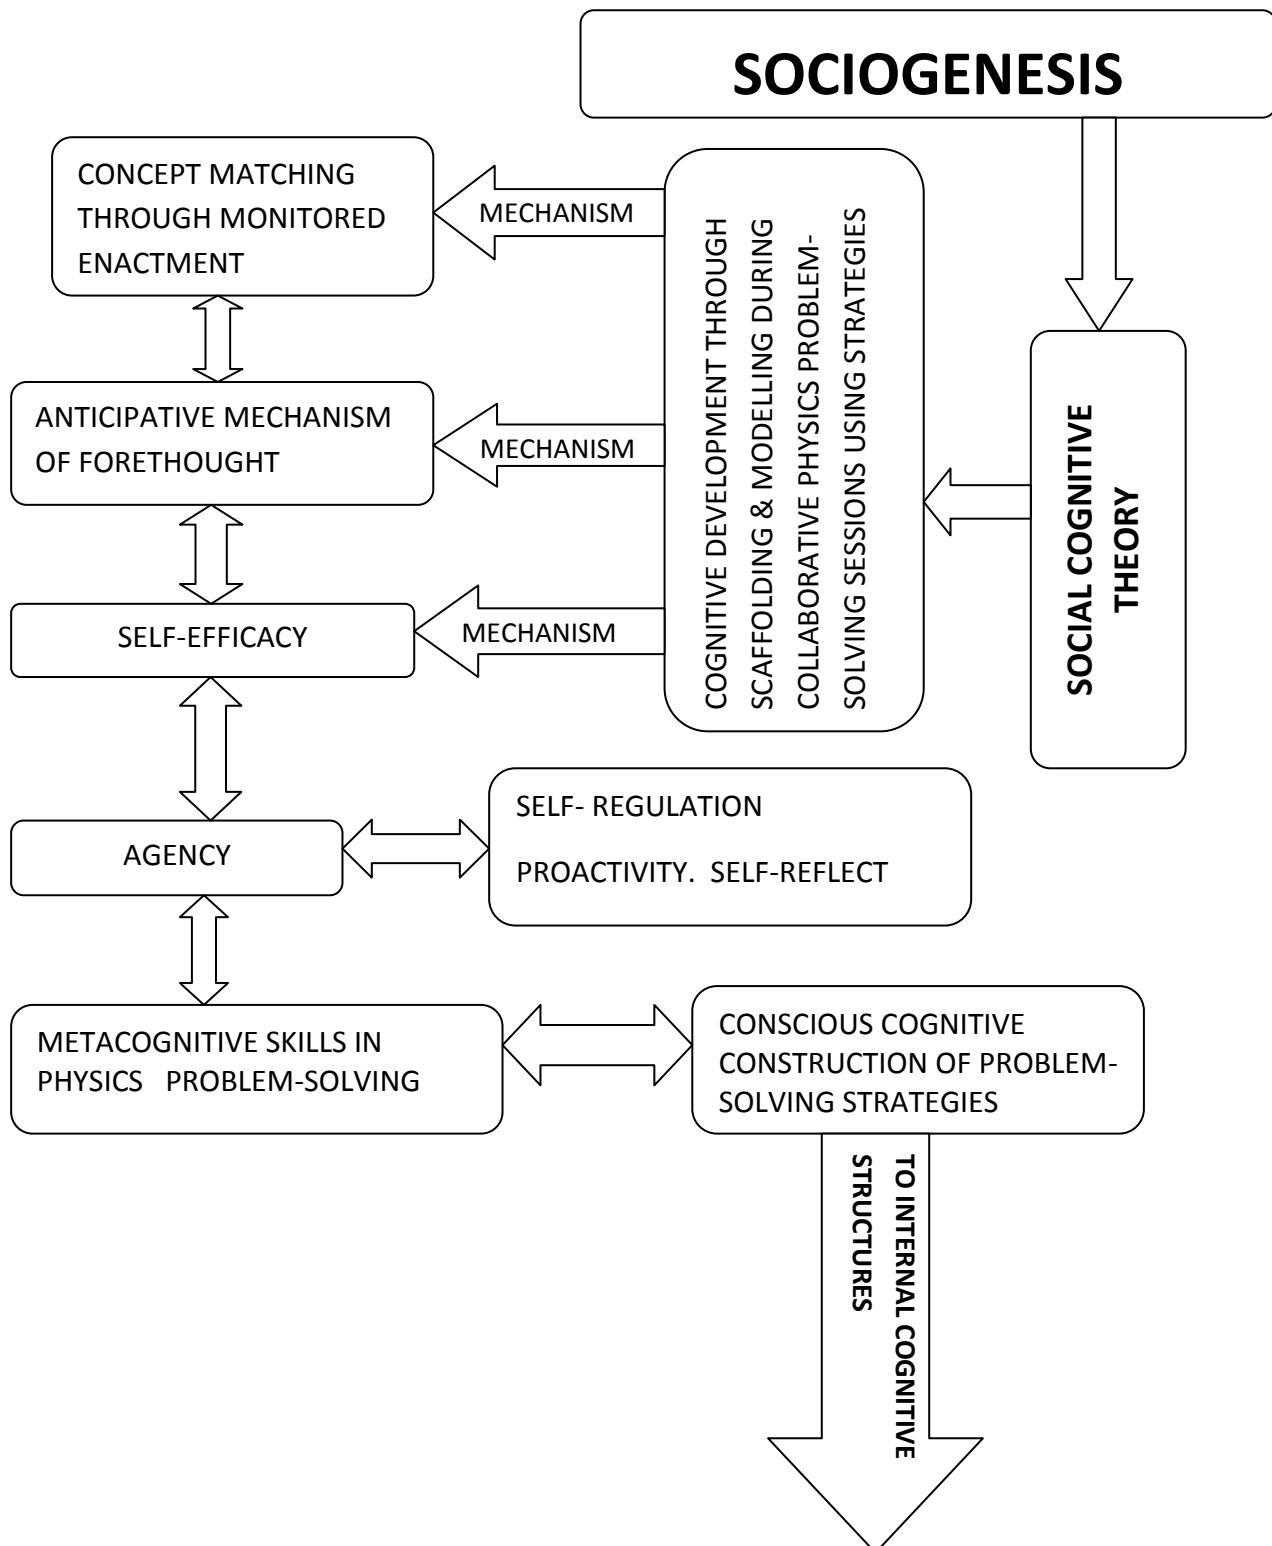 SOCIOGENESIS
CONCEPT MATCHING
THROUGH MONITORED
ENACTMENT
MECHANISM
ANTICIPATIVE MECHANISM
OF FORETHOUGHT
MECHANISM
SELF-EFFICACY
MECHANISM
COGNITIVE DEVELOPMENT THROUGH
SCAFFOLDING & MODELLING DURING
COLLABORATIVE PHYSICS PROBLEM-
SOLVING SESSIONS USING STRATEGIES
SOCIAL COGNITIVE
THEORY
AGENCY
SELF- REGULATION
PROACTIVITY. SELF-REFLECT
METACOGNITIVE SKILLS IN
PHYSICS PROBLEM-SOLVING
CONSCIOUS COGNITIVE
CONSTRUCTION OF PROBLEM-
SOLVING STRATEGIES
TO INTERNAL COGNITIVE
STRUCTURES